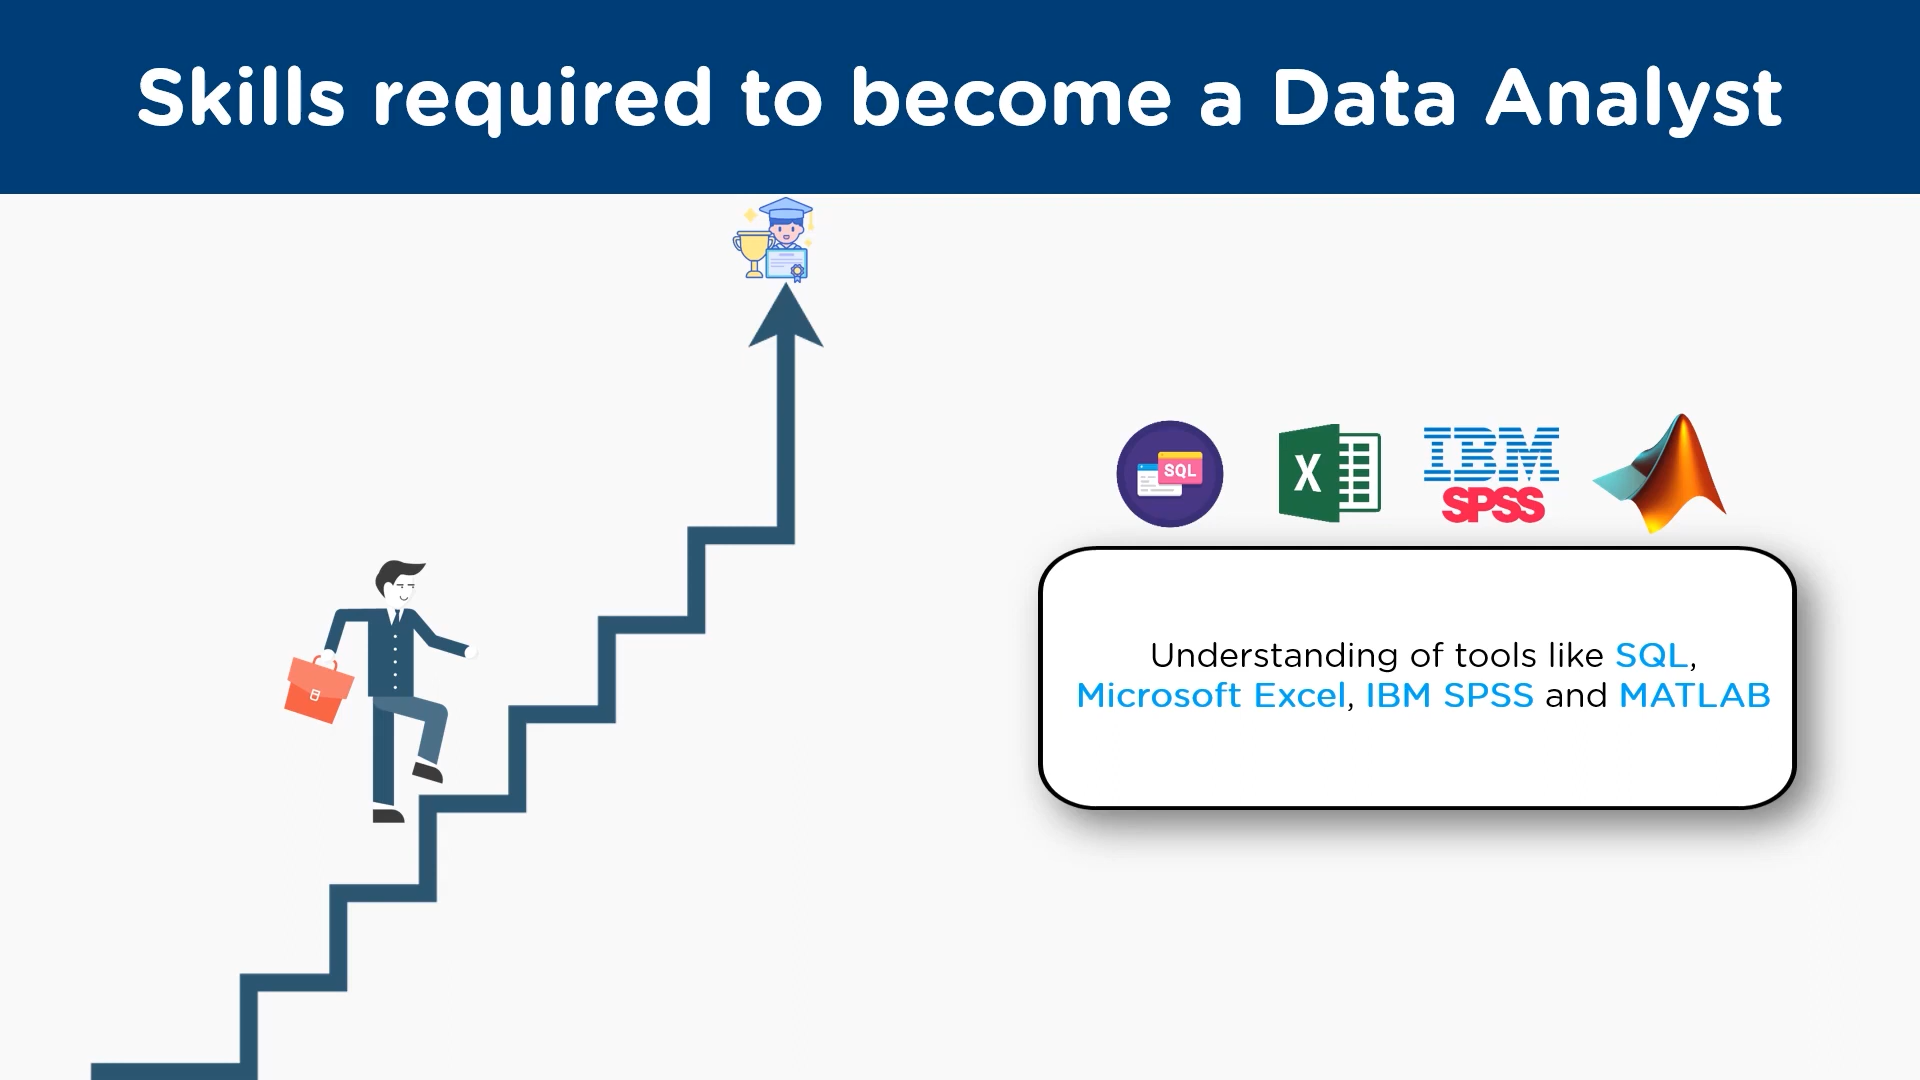 Skills required to become a Data Analyst
SQL
X
IBM
SPSS
Understanding of tools like SQL,
Microsoft Excel, IBM SPSS and MATLAB